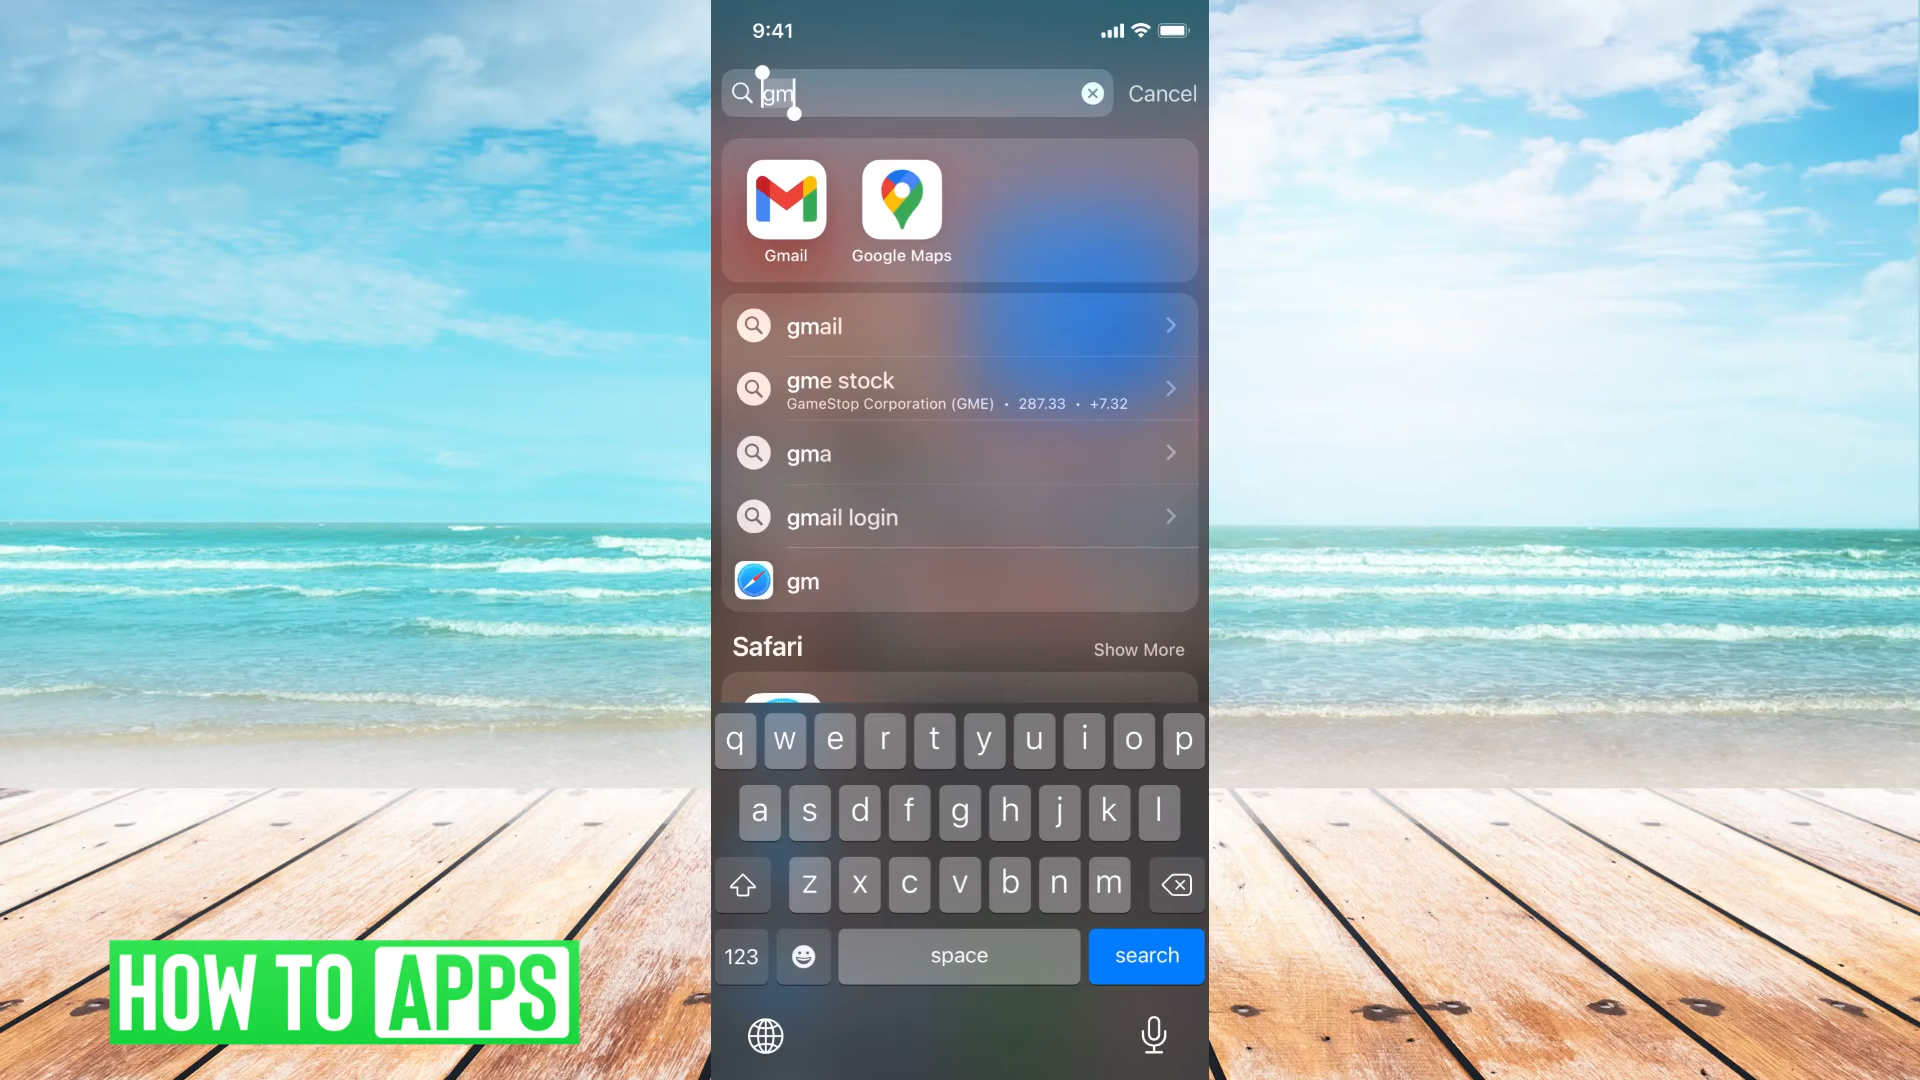 9:41
gm
Cancel
Gmail
Google Maps
gmail
gme stock
GameStop Corporation (GME) • 287.33 • +7.32
gma
gmail login
gm
Safari
Show More
q w e r t y u i o p
a s d f g h j k l
z x c v b n m
123
space
search
HOW TO APPS